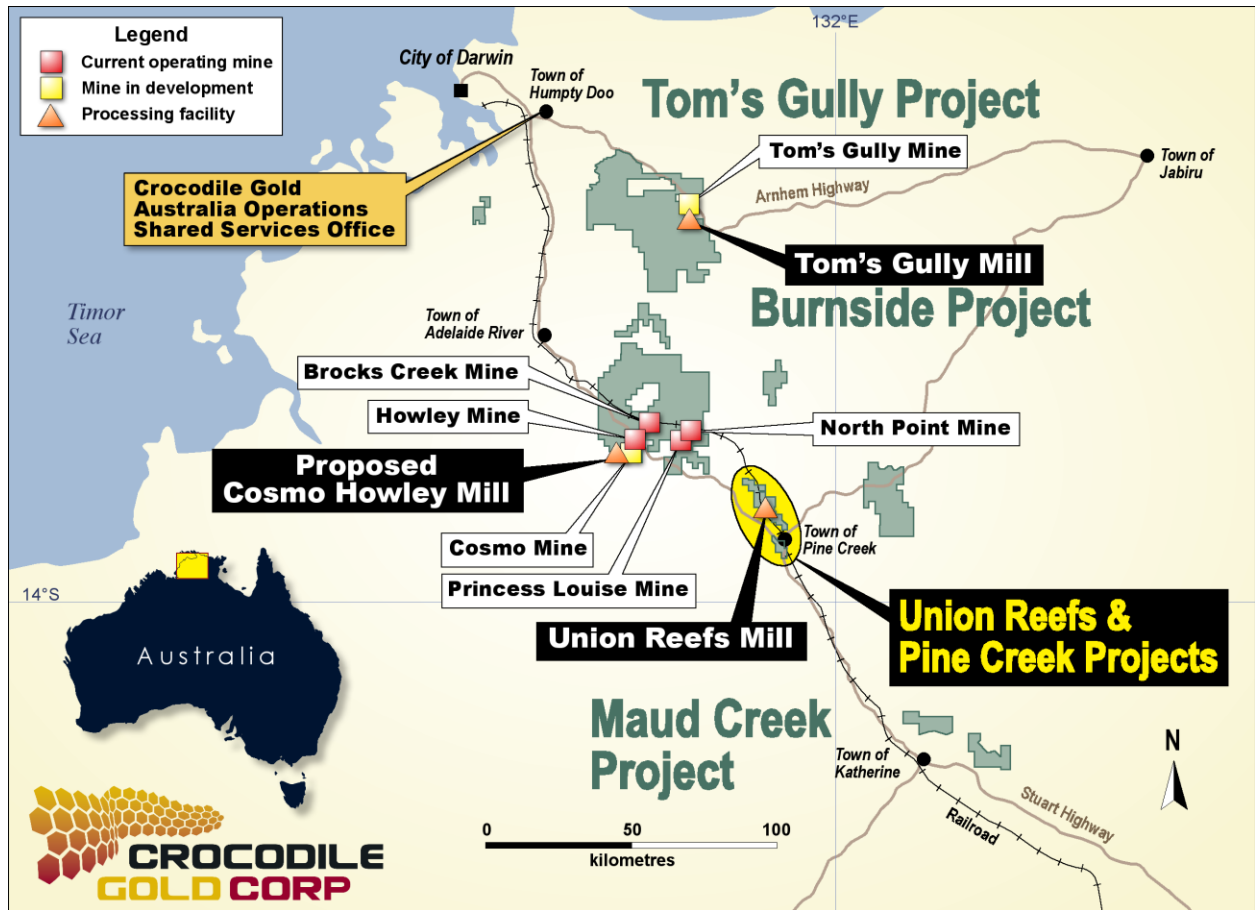 Legend
Current operating mine
Mine in development
Processing facility
132°E
City of Darwin
Town of
Humpty Doo
Tom's Gully Project
Tom's Gully Mine
Town of
Jabiru
Arnhem Highway
Crocodile Gold
Australia Operations
Shared Services Office
Tom's Gully Mill
Burnside Project
Timor
Sea
Town of
Adelaide River
Brocks Creek Mine
Howley Mine
North Point Mine
Proposed
Cosmo Howley Mill
Cosmo Mine
Town of
Pine Creek
Princess Louise Mine
14°S
Union Reefs Mill
Union Reefs &
Pine Creek Projects
Australia
Maud Creek
Project
Town of
Katherine
N
Stuart Highway
Railroad
0 50 100
kilometres
CROCODILE
GOLD CORP